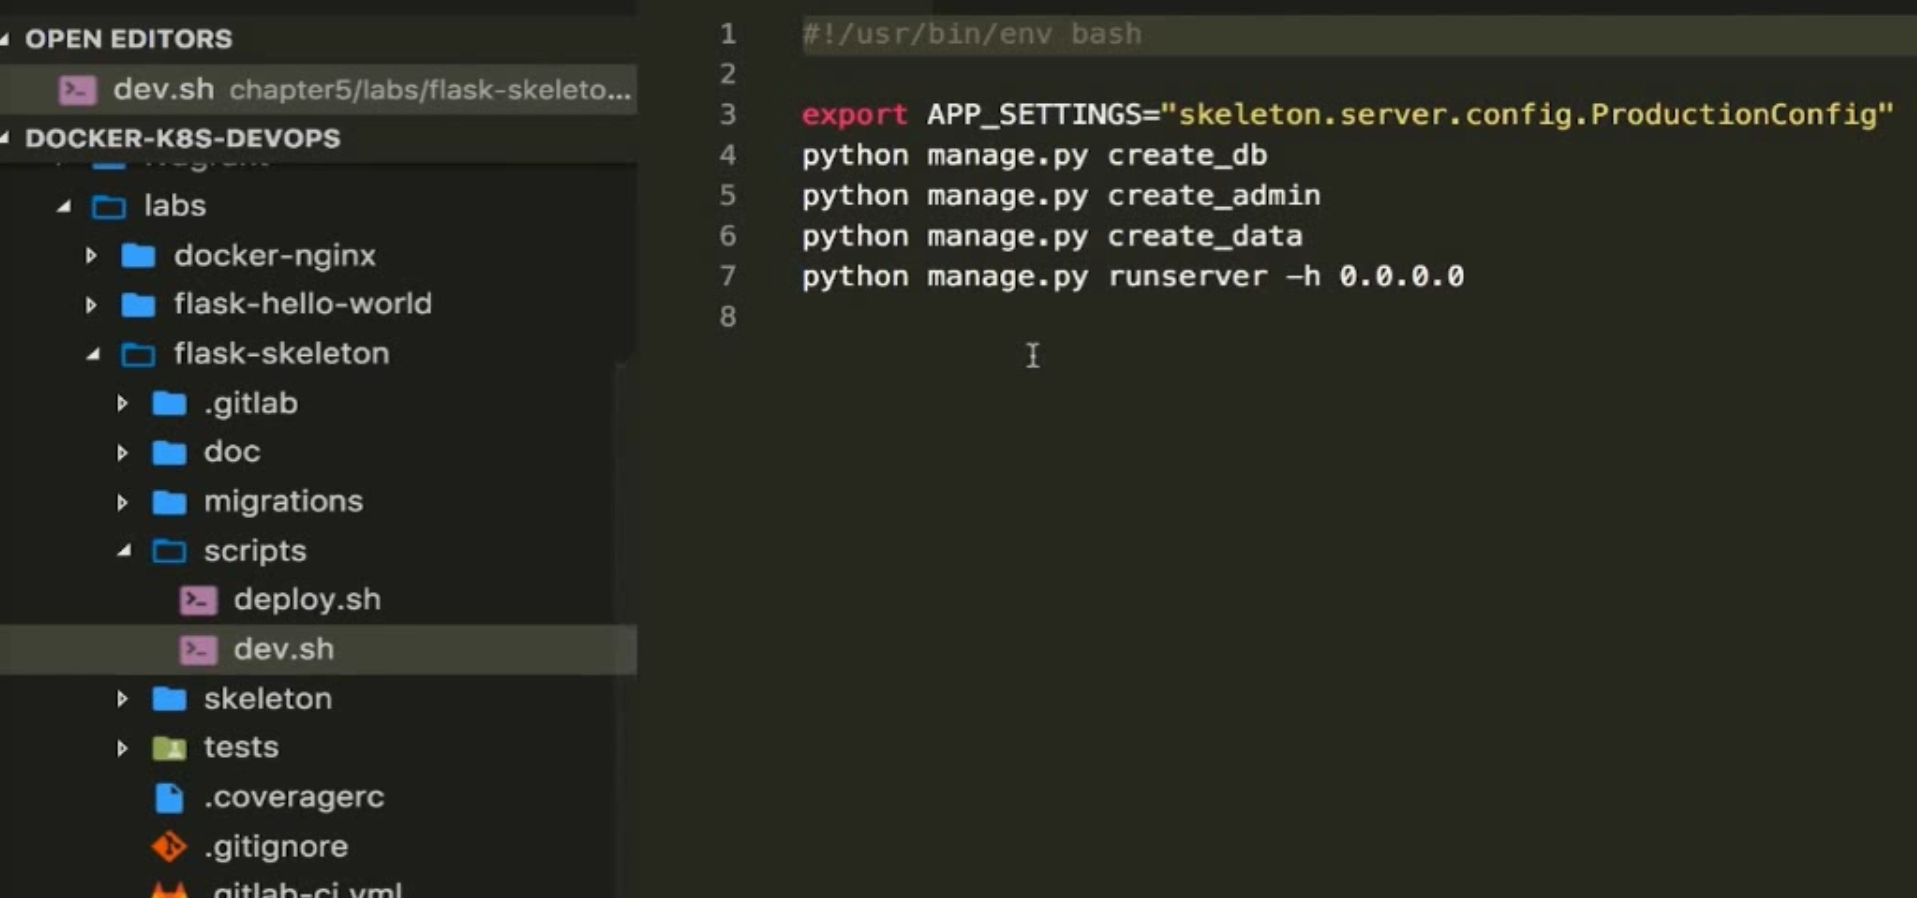 OPEN EDITORS
dev.sh chapter5/labs/flask-skeleto...
DOCKER-K8S-DEVOPS
labs
docker-nginx
flask-hello-world
flask-skeleton
.gitlab
doc
migrations
scripts
deploy.sh
dev.sh
skeleton
tests
.coveragerc
.gitignore
.gitlab-ci.yml
1 #!/usr/bin/env bash
2
3 export APP_SETTINGS="skeleton.server.config.ProductionConfig"
4 python manage.py create_db
5 python manage.py create_admin
6 python manage.py create_data
7 python manage.py runserver -h 0.0.0.0
8